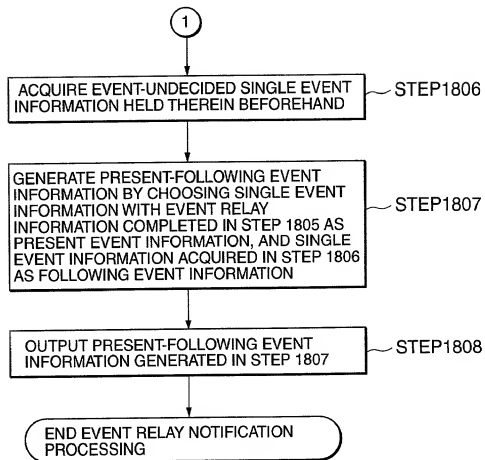 1
ACQUIRE EVENT-UNDECIDED SINGLE EVENT
INFORMATION HELD THEREIN BEFOREHAND
STEP1806
GENERATE PRESENT-FOLLOWING EVENT
INFORMATION BY CHOOSING SINGLE EVENT
INFORMATION WITH EVENT RELAY
INFORMATION COMPLETED IN STEP 1805 AS
PRESENT EVENT INFORMATION, AND SINGLE
EVENT INFORMATION ACQUIRED IN STEP 1806
AS FOLLOWING EVENT INFORMATION
STEP1807
OUTPUT PRESENT-FOLLOWING EVENT
INFORMATION GENERATED IN STEP 1807
STEP1808
END EVENT RELAY NOTIFICATION
PROCESSING